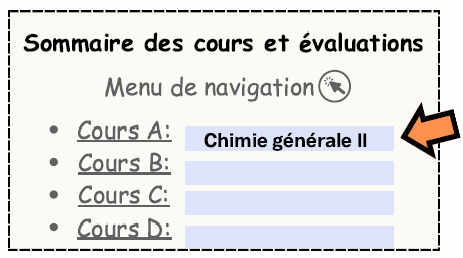 Sommaire des cours et évaluations
Menu de navigation
Cours A: Chimie générale II
Cours B:
Cours C:
Cours D: